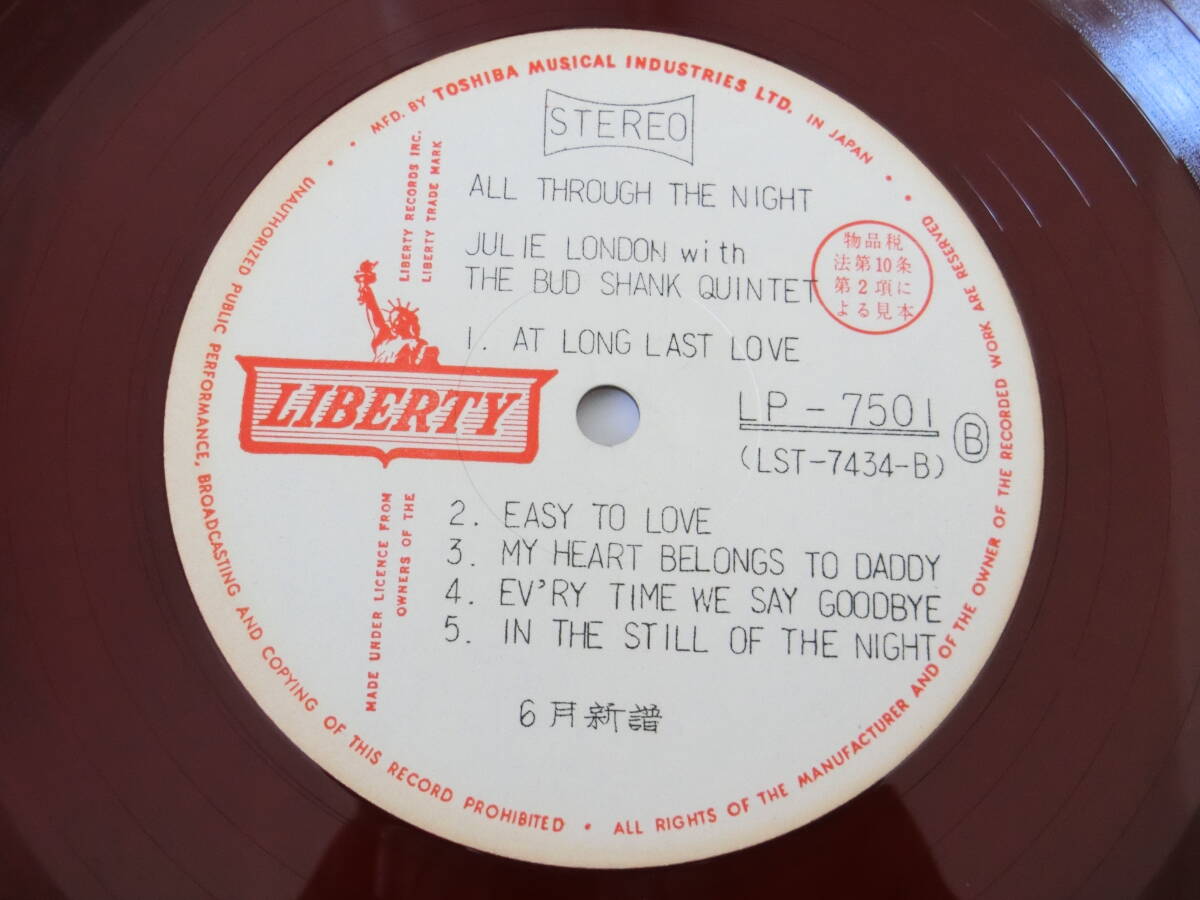 MFD. BY TOSHIBA MUSICAL INDUSTRIES LTD. IN JAPAN
STEREO
LIBERTY RECORDS INC.
LIBERTY TRADE MARK
ALL THROUGH THE NIGHT
JULIE LONDON with
THE BUD SHANK QUINTET
物品税
法第10条
第2項に
よる見本
1. AT LONG LAST LOVE
LIBERTY
LP-7501
(LST-7434-B)
B
2. EASY TO LOVE
3. MY HEART BELONGS TO DADDY
4. EV'RY TIME WE SAY GOODBYE
5. IN THE STILL OF THE NIGHT
MADE UNDER LICENCE FROM
OWNERS OF THE
6月新譜
UNAUTHORIZED PUBLIC PERFORMANCE, BROADCASTING AND COPYING OF THIS RECORD PROHIBITED • ALL RIGHTS OF THE MANUFACTURER AND OF THE OWNER OF THE RECORDED WORK ARE RESERVED